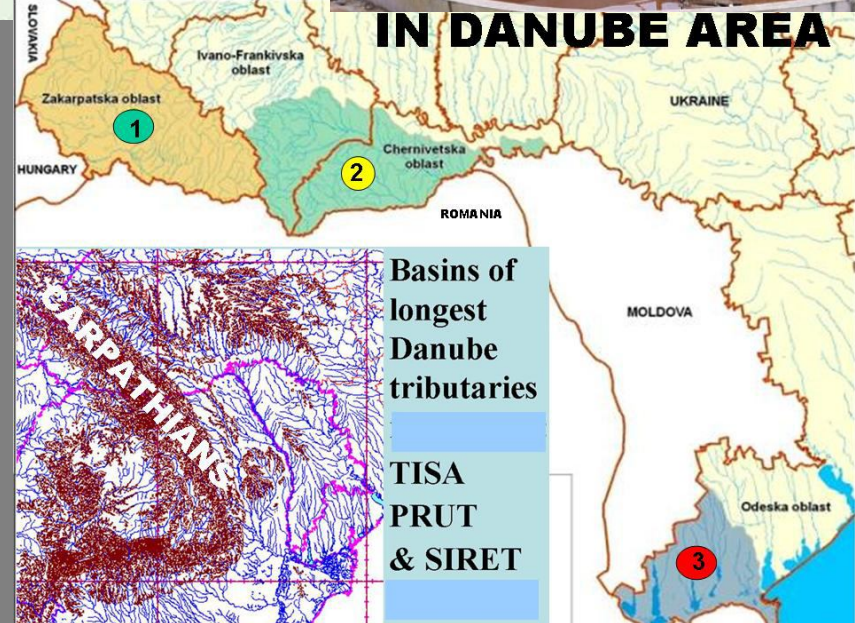 IN DANUBE AREA
SLOVAKIA
Ivano-Frankivska
oblast
Zakarpatska oblast
1
UKRAINE
Chernivetska
oblast
2
HUNGARY
ROMANIA
CARPATHIANS
Basins of
longest
Danube
tributaries
MOLDOVA
TISA
PRUT
& SIRET
Odeska oblast
3